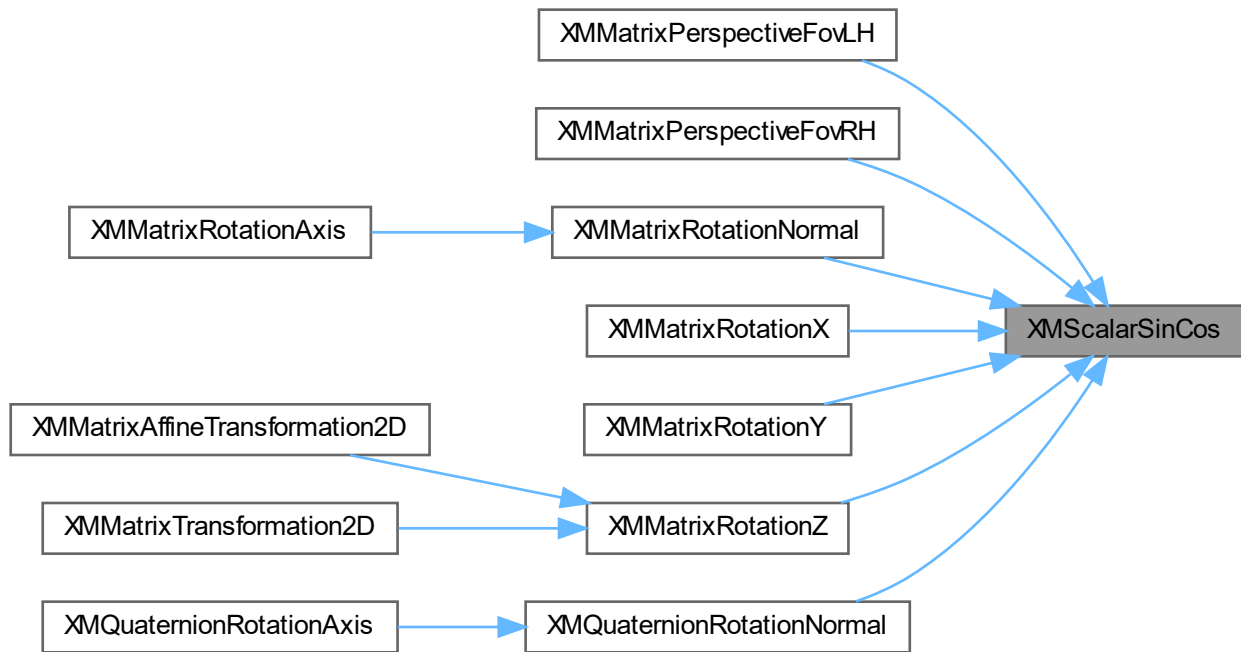 XMMatrixPerspectiveFovLH
XMMatrixPerspectiveFovRH
XMMatrixRotationAxis
XMMatrixRotationNormal
XMMatrixRotationX
XMScalarSinCos
XMMatrixRotationY
XMMatrixAffineTransformation2D
XMMatrixTransformation2D
XMMatrixRotationZ
XMQuaternionRotationAxis
XMQuaternionRotationNormal